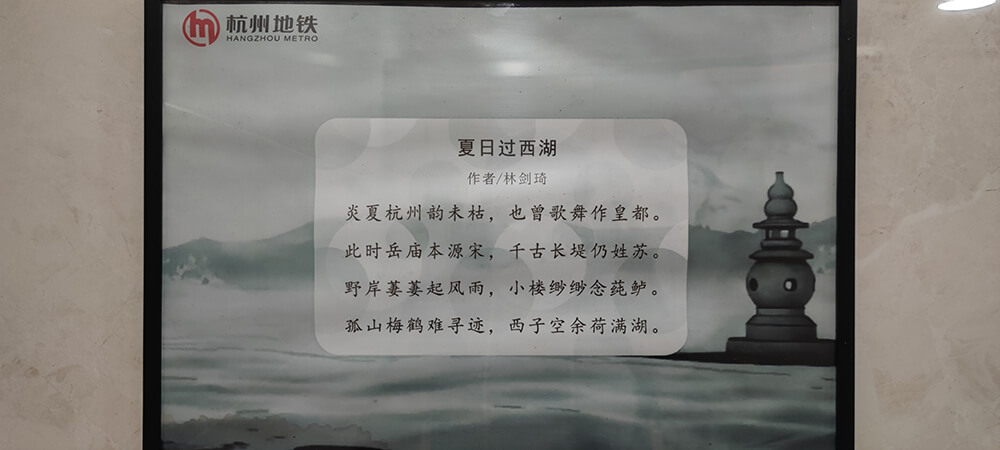 杭州地铁
HANGZHOU METRO
夏日过西湖
作者/林剑琦
炎夏杭州韵未枯，也曾歌舞作皇都。
此时岳庙本源宋，千古长堤仍姓苏。
野岸萋萋起风雨，小楼缈缈念莼鲈。
孤山梅鹤难寻迹，西子空余荷满湖。